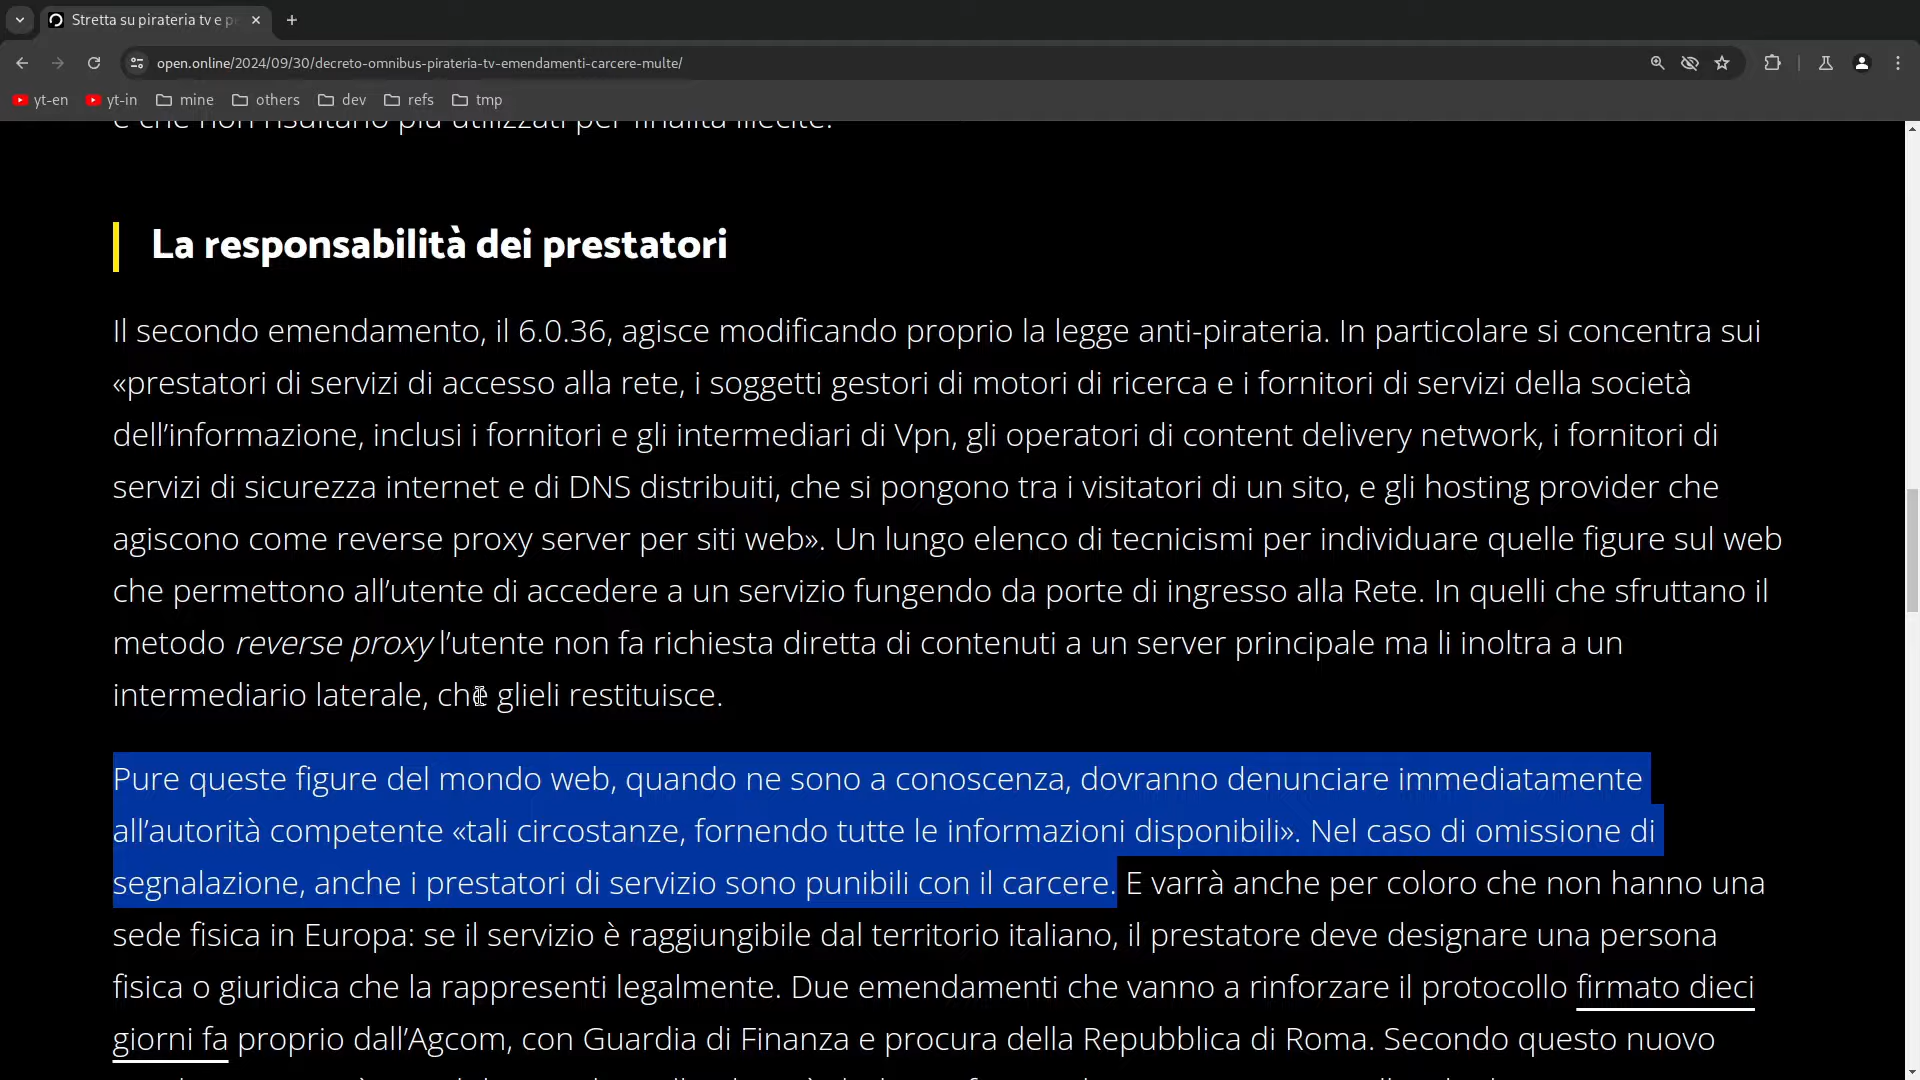 Stretta su pirateria tv e p
open.online/2024/09/30/decreto-omnibus-pirateria-tv-emendamenti-carcere-multe/
yt-en
yt-in
mine
others
dev
refs
tmp
e che non risultano più utilizzati per finalità illecite.
La responsabilità dei prestatori
Il secondo emendamento, il 6.0.36, agisce modificando proprio la legge anti-pirateria. In particolare si concentra sui
«prestatori di servizi di accesso alla rete, i soggetti gestori di motori di ricerca e i fornitori di servizi della società
dell’informazione, inclusi i fornitori e gli intermediari di Vpn, gli operatori di content delivery network, i fornitori di
servizi di sicurezza internet e di DNS distribuiti, che si pongono tra i visitatori di un sito, e gli hosting provider che
agiscono come reverse proxy server per siti web». Un lungo elenco di tecnicismi per individuare quelle figure sul web
che permettono all’utente di accedere a un servizio fungendo da porte di ingresso alla Rete. In quelli che sfruttano il
metodo reverse proxy l’utente non fa richiesta diretta di contenuti a un server principale ma li inoltra a un
intermediario laterale, che glieli restituisce.
Pure queste figure del mondo web, quando ne sono a conoscenza, dovranno denunciare immediatamente
all’autorità competente «tali circostanze, fornendo tutte le informazioni disponibili». Nel caso di omissione di
segnalazione, anche i prestatori di servizio sono punibili con il carcere. E varrà anche per coloro che non hanno una
sede fisica in Europa: se il servizio è raggiungibile dal territorio italiano, il prestatore deve designare una persona
fisica o giuridica che la rappresenti legalmente. Due emendamenti che vanno a rinforzare il protocollo firmato dieci
giorni fa proprio dall’Agcom, con Guardia di Finanza e procura della Repubblica di Roma. Secondo questo nuovo